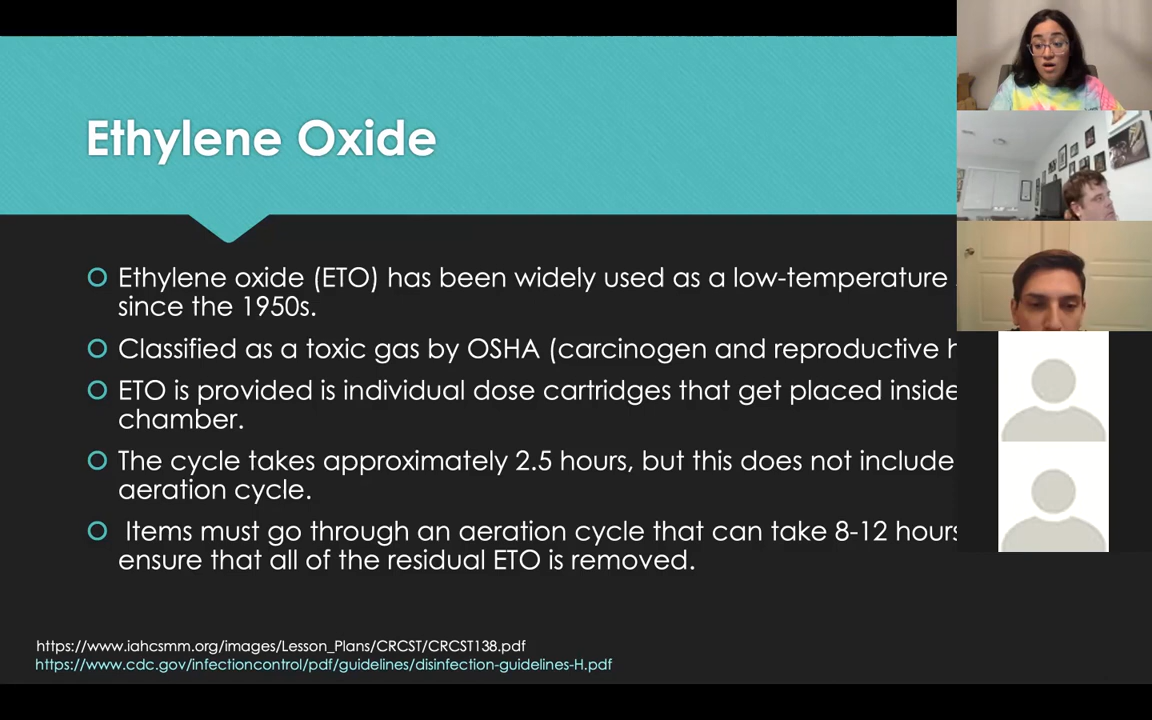 Ethylene Oxide
Ethylene oxide (ETO) has been widely used as a low-temperature
since the 1950s.
Classified as a toxic gas by OSHA (carcinogen and reproductive
ETO is provided is individual dose cartridges that get placed inside
chamber.
The cycle takes approximately 2.5 hours, but this does not include
aeration cycle.
Items must go through an aeration cycle that can take 8-12 hours
ensure that all of the residual ETO is removed.
https://www.iahcsmm.org/images/Lesson_Plans/CRCST/CRCST138.pdf
https://www.cdc.gov/infectioncontrol/pdf/guidelines/disinfection-guidelines-H.pdf